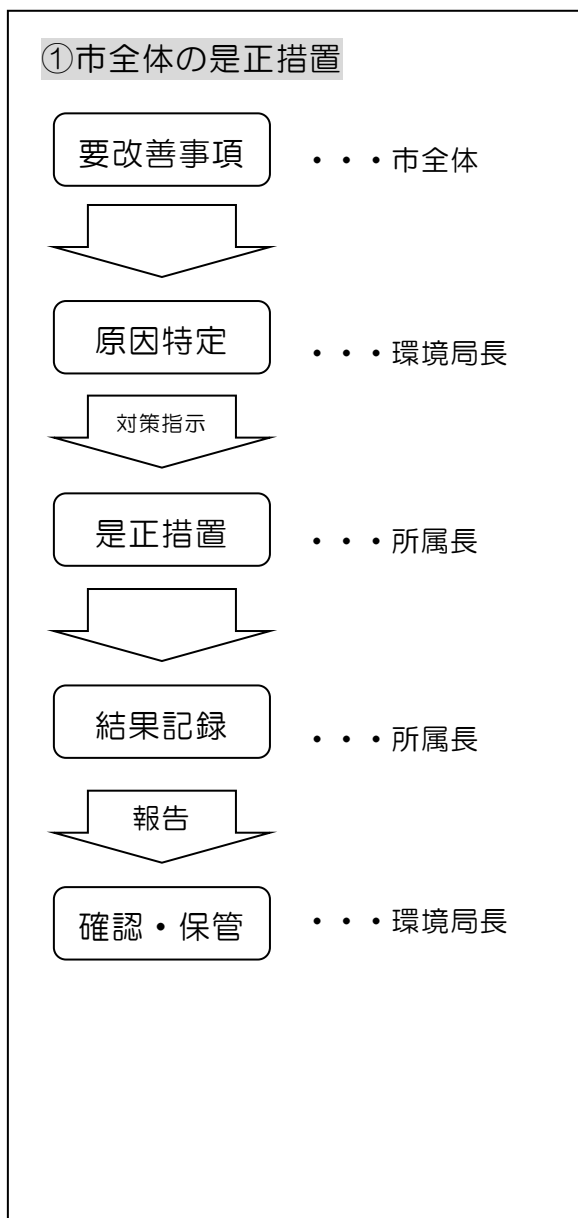 ①市全体の是正措置
要改善事項 ・・・市全体
原因特定 ・・・環境局長
対策指示
是正措置 ・・・所属長
結果記録 ・・・所属長
報告
確認・保管 ・・・環境局長